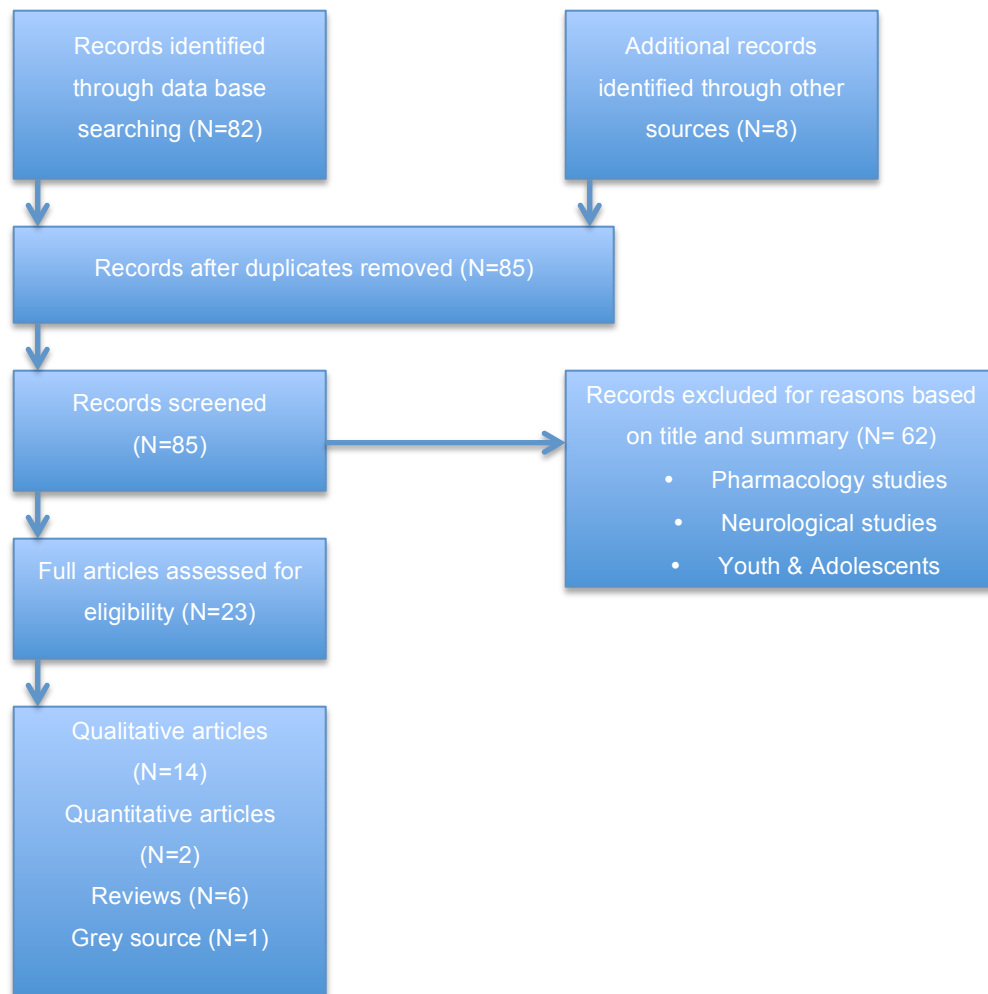 Records identified
through data base
searching (N=82)
Additional records
identified through other
sources (N=8)
Records after duplicates removed (N=85)
Records screened
(N=85)
Records excluded for reasons based
on title and summary (N= 62)
• Pharmacology studies
• Neurological studies
• Youth & Adolescents
Full articles assessed for
eligibility (N=23)
Qualitative articles
(N=14)
Quantitative articles
(N=2)
Reviews (N=6)
Grey source (N=1)